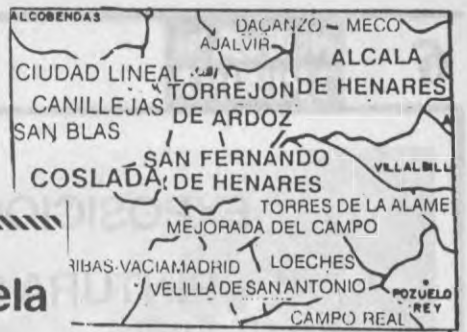 ALCOBENDAS
DAGANZO - MECO
AJALVIR
ALCALA
DE HENARES
CIUDAD LINEAL
TORREJON
DE ARDOZ
CANILLEJAS
SAN BLAS
SAN FERNANDO
DE HENARES
COSLADA
VILLALBILL
TORRES DE LA ALAME
MEJORADA DEL CAMPO
RIBAS-VACIAMADRID
LOECHES
VELILLA DE SAN ANTONIO
POZUELO
REY
CAMPO REAL
ela